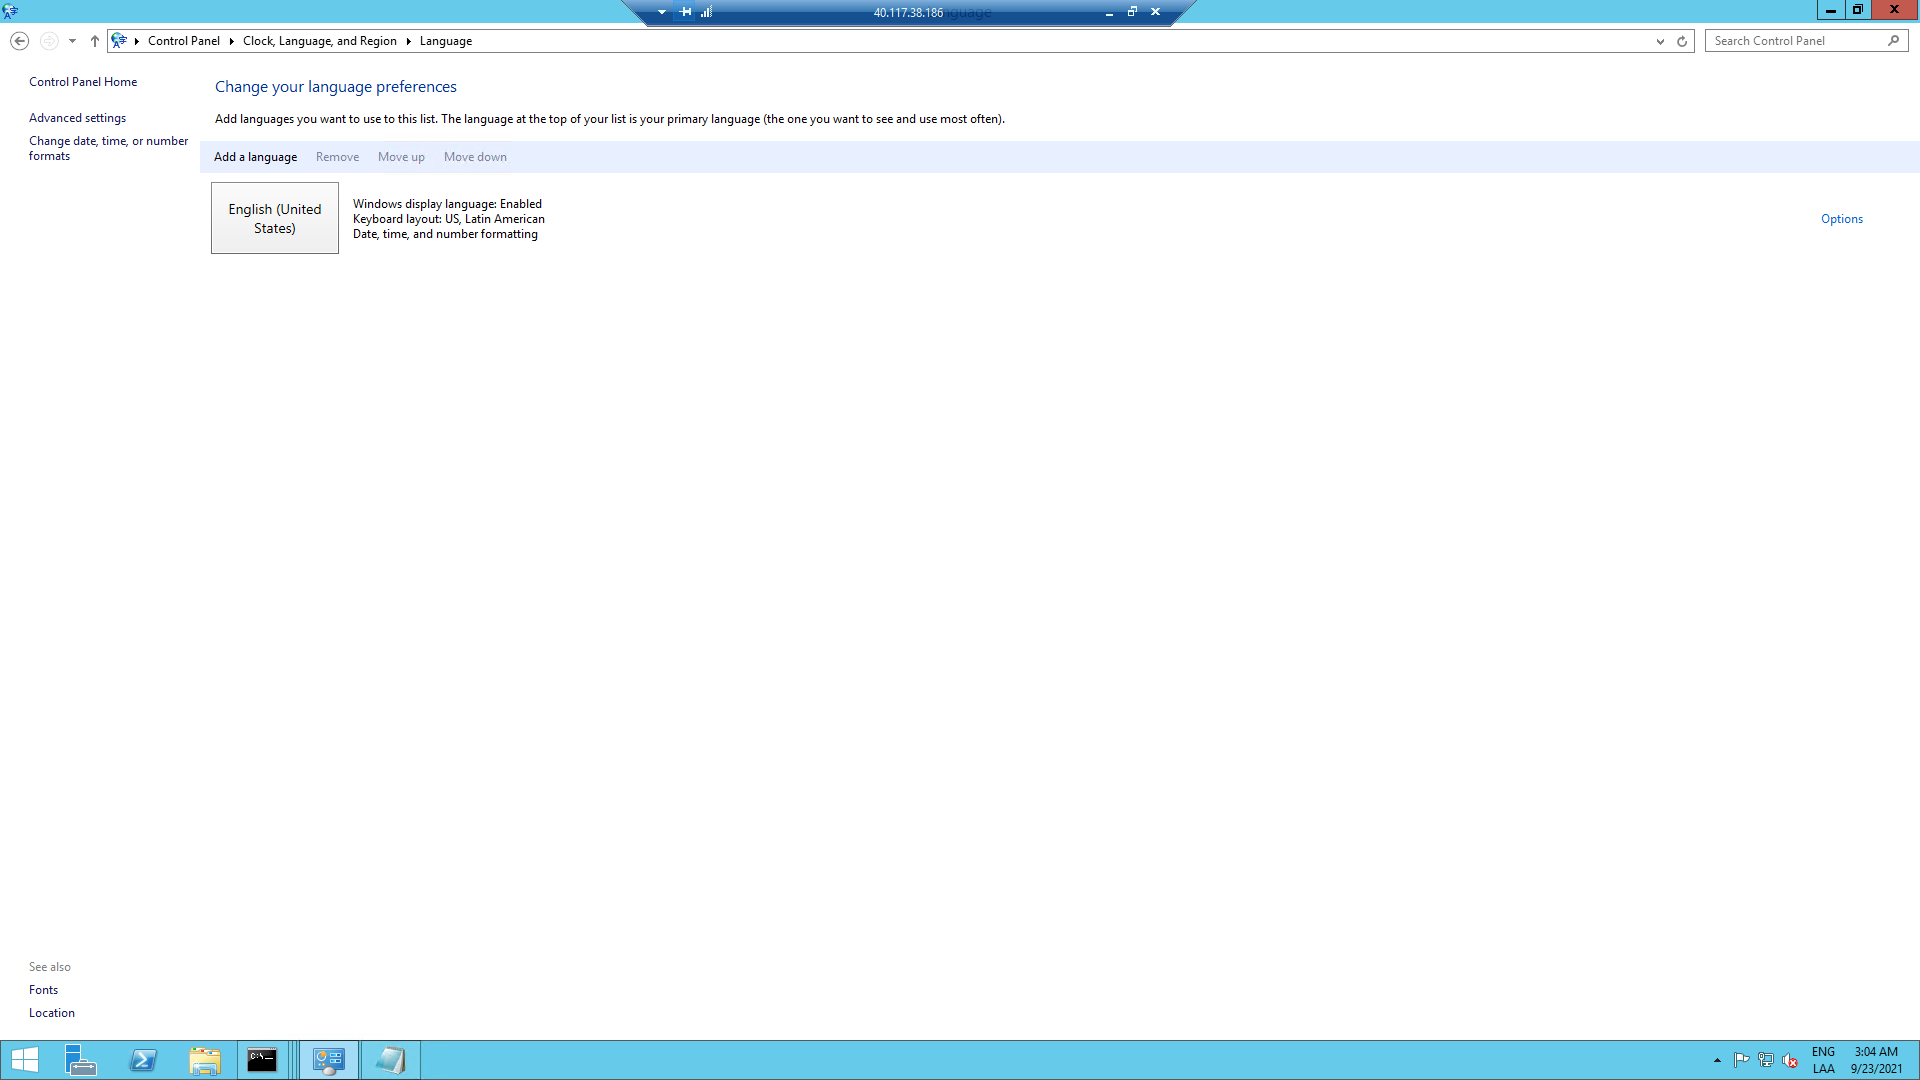 40.117.38.186
Control Panel
Clock, Language, and Region
Language
Search Control Panel
Control Panel Home
Advanced settings
Change date, time, or number
formats
Change your language preferences
Add languages you want to use to this list. The language at the top of your list is your primary language (the one you want to see and use most often).
Add a language
Remove
Move up
Move down
English (United
States)
Windows display language: Enabled
Keyboard layout: US, Latin American
Date, time, and number formatting
Options
See also
Fonts
Location
C:\
ENG
LAA
3:04 AM
9/23/2021